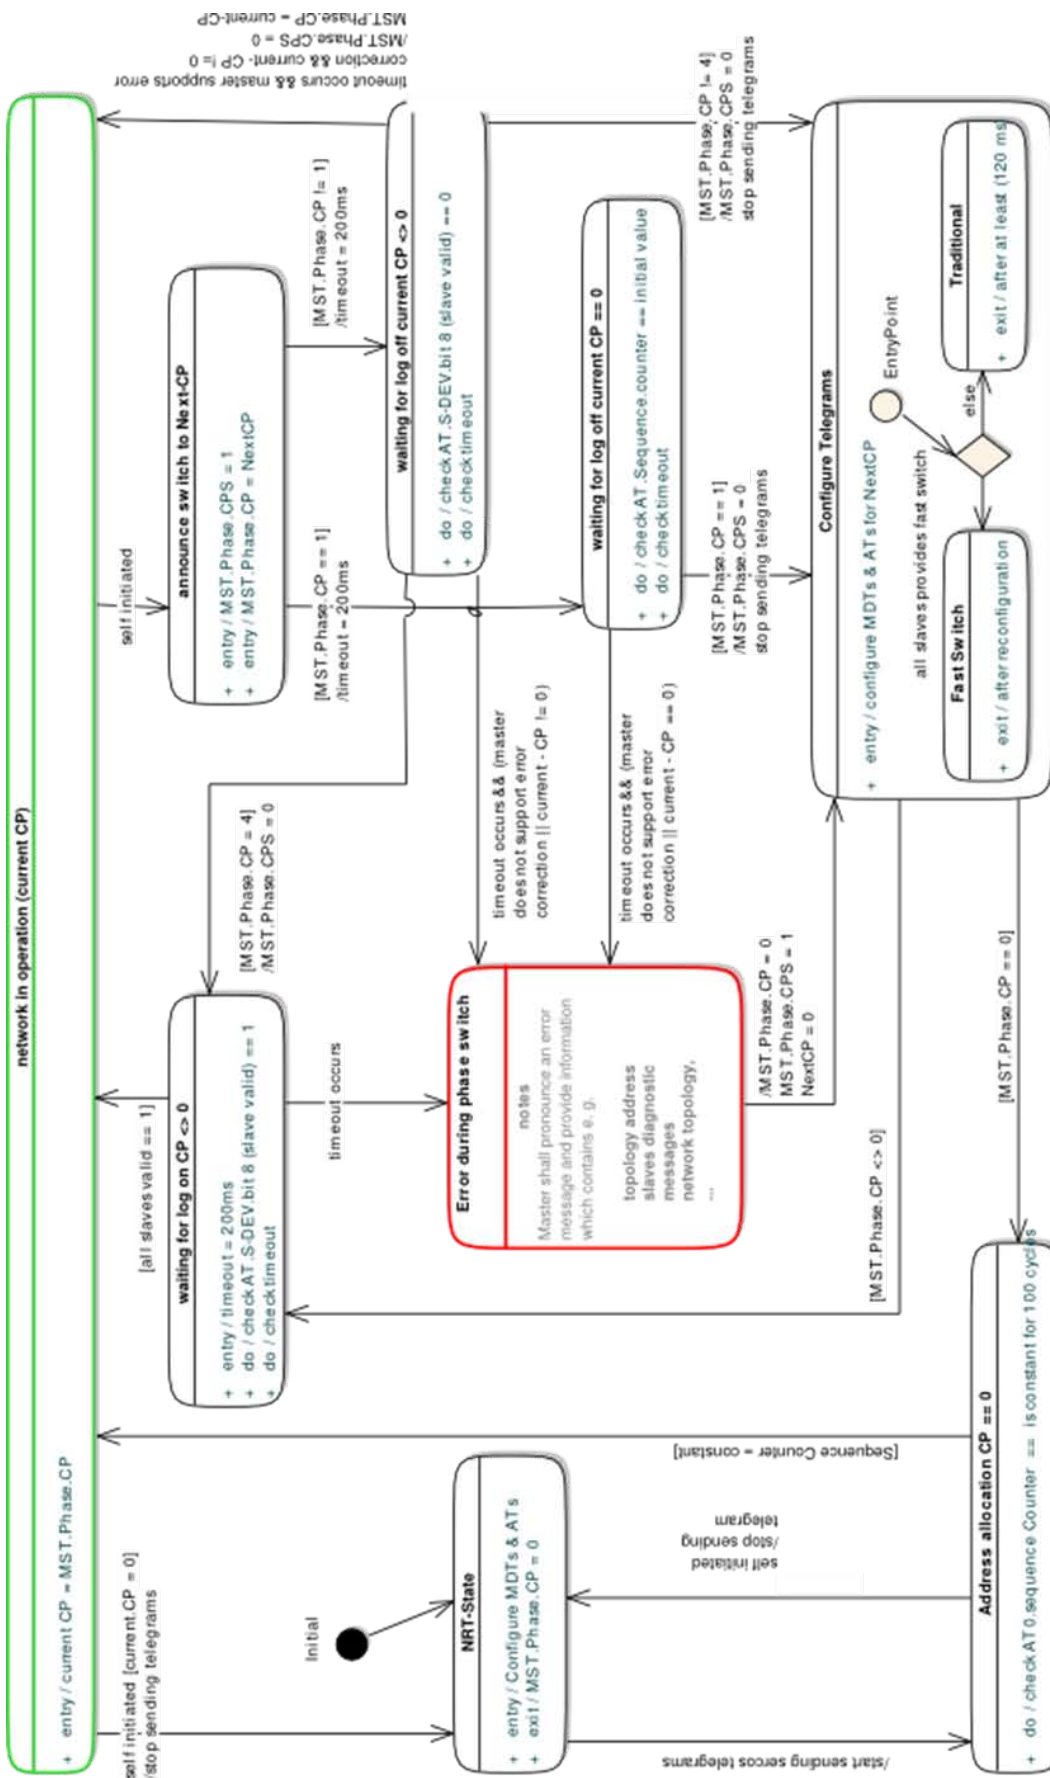 network in operation (current CP)
+ entry / current CP = MST.Phase.CP
self initiated [current.CP = 0]
/stop sending telegrams
Initial
NRT-State
+ entry / Configure MDTs & ATs
+ exit / MST.Phase.CP = 0
/start sending sercos telegrams
self initiated
/stop sending
telegram
[Sequence Counter = constant]
Address allocation CP == 0
+ do / check AT0.sequence Counter == is constant for 100 cycles
[all slaves valid == 1]
waiting for log on CP <> 0
+ entry / timeout = 200ms
+ do / check AT.S-DEV.bit 8 (slave valid) == 1
+ do / check timeout
timeout occurs
[MST.Phase.CP = 4]
/MST.Phase.CPS = 0
Error during phase switch
notes
Master shall pronounce an error
message and provide information
which contains e. g.
topology address
slaves diagnostic
messages
network topology,
...
/MST.Phase.CP = 0
MST.Phase.CPS = 1
NextCP = 0
[MST.Phase.CP <> 0]
[MST.Phase.CP == 0]
self initiated
announce switch to Next-CP
+ entry / MST.Phase.CPS = 1
+ entry / MST.Phase.CP = NextCP
[MST.Phase.CP == 1]
/timeout = 200ms
[MST.Phase.CP != 1]
/timeout = 200ms
timeout occurs && master supports error
correction && current- CP != 0
/MST.Phase.CPS = 0
MST.Phase.CP = current-CP
waiting for log off current CP <> 0
+ do / check AT.S-DEV.bit 8 (slave valid) == 0
+ do / check timeout
timeout occurs && (master
does not support error
correction || current - CP != 0)
waiting for log off current CP == 0
+ do / check AT.Sequence.counter == initial value
+ do / check timeout
timeout occurs && (master
does not support error
correction || current - CP == 0)
[MST.Phase.CP == 1]
/MST.Phase.CPS = 0
stop sending telegrams
[MST.Phase.CP != 4]
/MST.Phase.CPS = 0
stop sending telegrams
Configure Telegrams
+ entry / configure MDTs & ATs for NextCP
EntryPoint
all slaves provides fast switch
else
Fast Switch
+ exit / after reconfiguration
Traditional
+ exit / after at least (120 ms